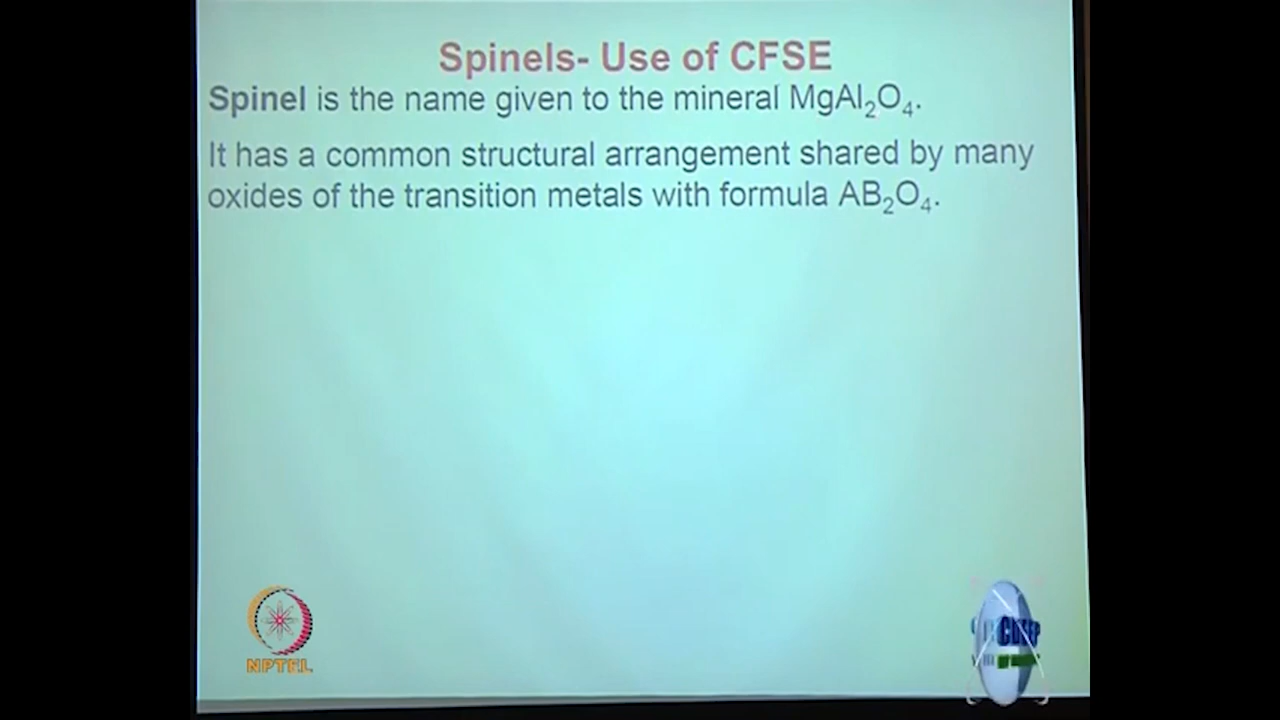 Spinels- Use of CFSE
Spinel is the name given to the mineral MgAl₂O₄.
It has a common structural arrangement shared by many
oxides of the transition metals with formula AB₂O₄.
NPTEL